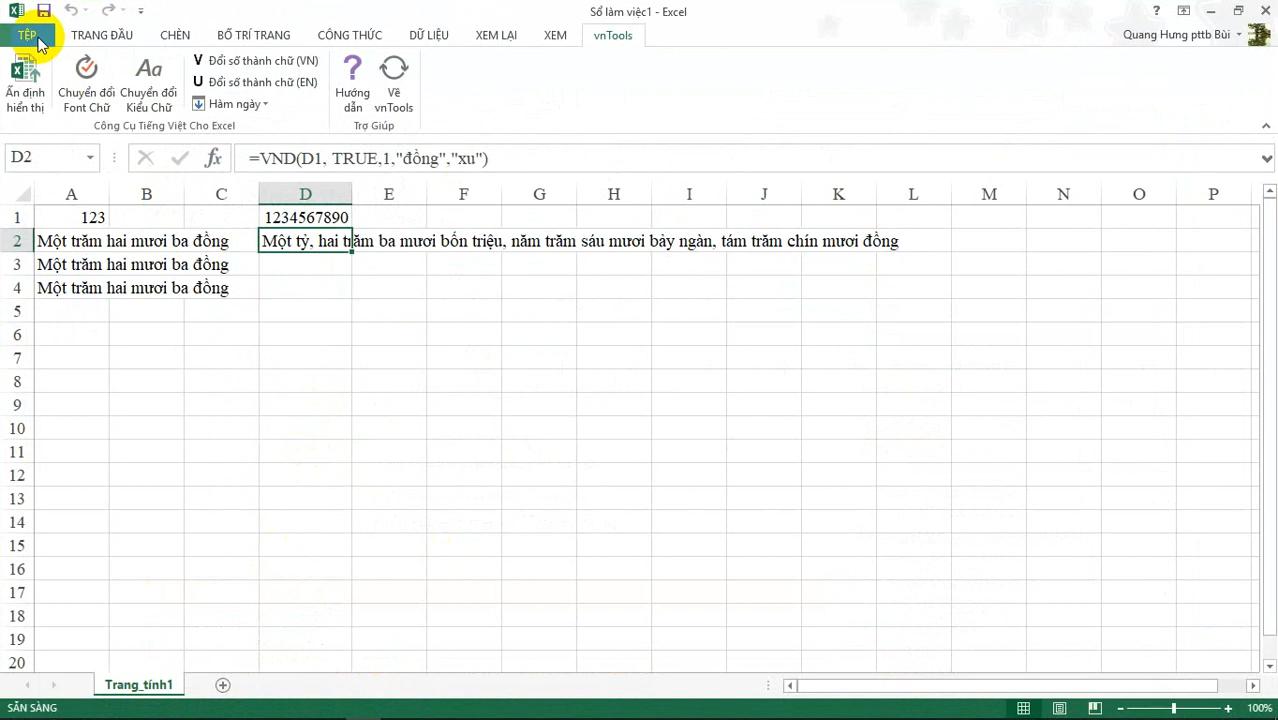 Sổ làm việc1 - Excel
TỆP TRANG ĐẦU CHÈN BỐ TRÍ TRANG CÔNG THỨC DỮ LIỆU XEM LẠI XEM vnTools Quang Hưng pttb Bùi
Ấn định hiển thị
Chuyển đổi Font Chữ
Chuyển đổi Kiểu Chữ
V Đổi số thành chữ (VN)
U Đổi số thành chữ (EN)
Hàm ngày
Hướng dẫn
Về vnTools
Công Cụ Tiếng Việt Cho Excel Trợ Giúp
D2 fx =VND(D1, TRUE,1,"đồng","xu")
A B C D E F G H I J K L M N O P
1 123 1234567890
2 Một trăm hai mươi ba đồng Một tỷ, hai trăm ba mươi bốn triệu, năm trăm sáu mươi bảy ngàn, tám trăm chín mươi đồng
3 Một trăm hai mươi ba đồng
4 Một trăm hai mươi ba đồng
5
6
7
8
9
10
11
12
13
14
15
16
17
18
19
20
Trang_tính1
SẴN SÀNG 100%